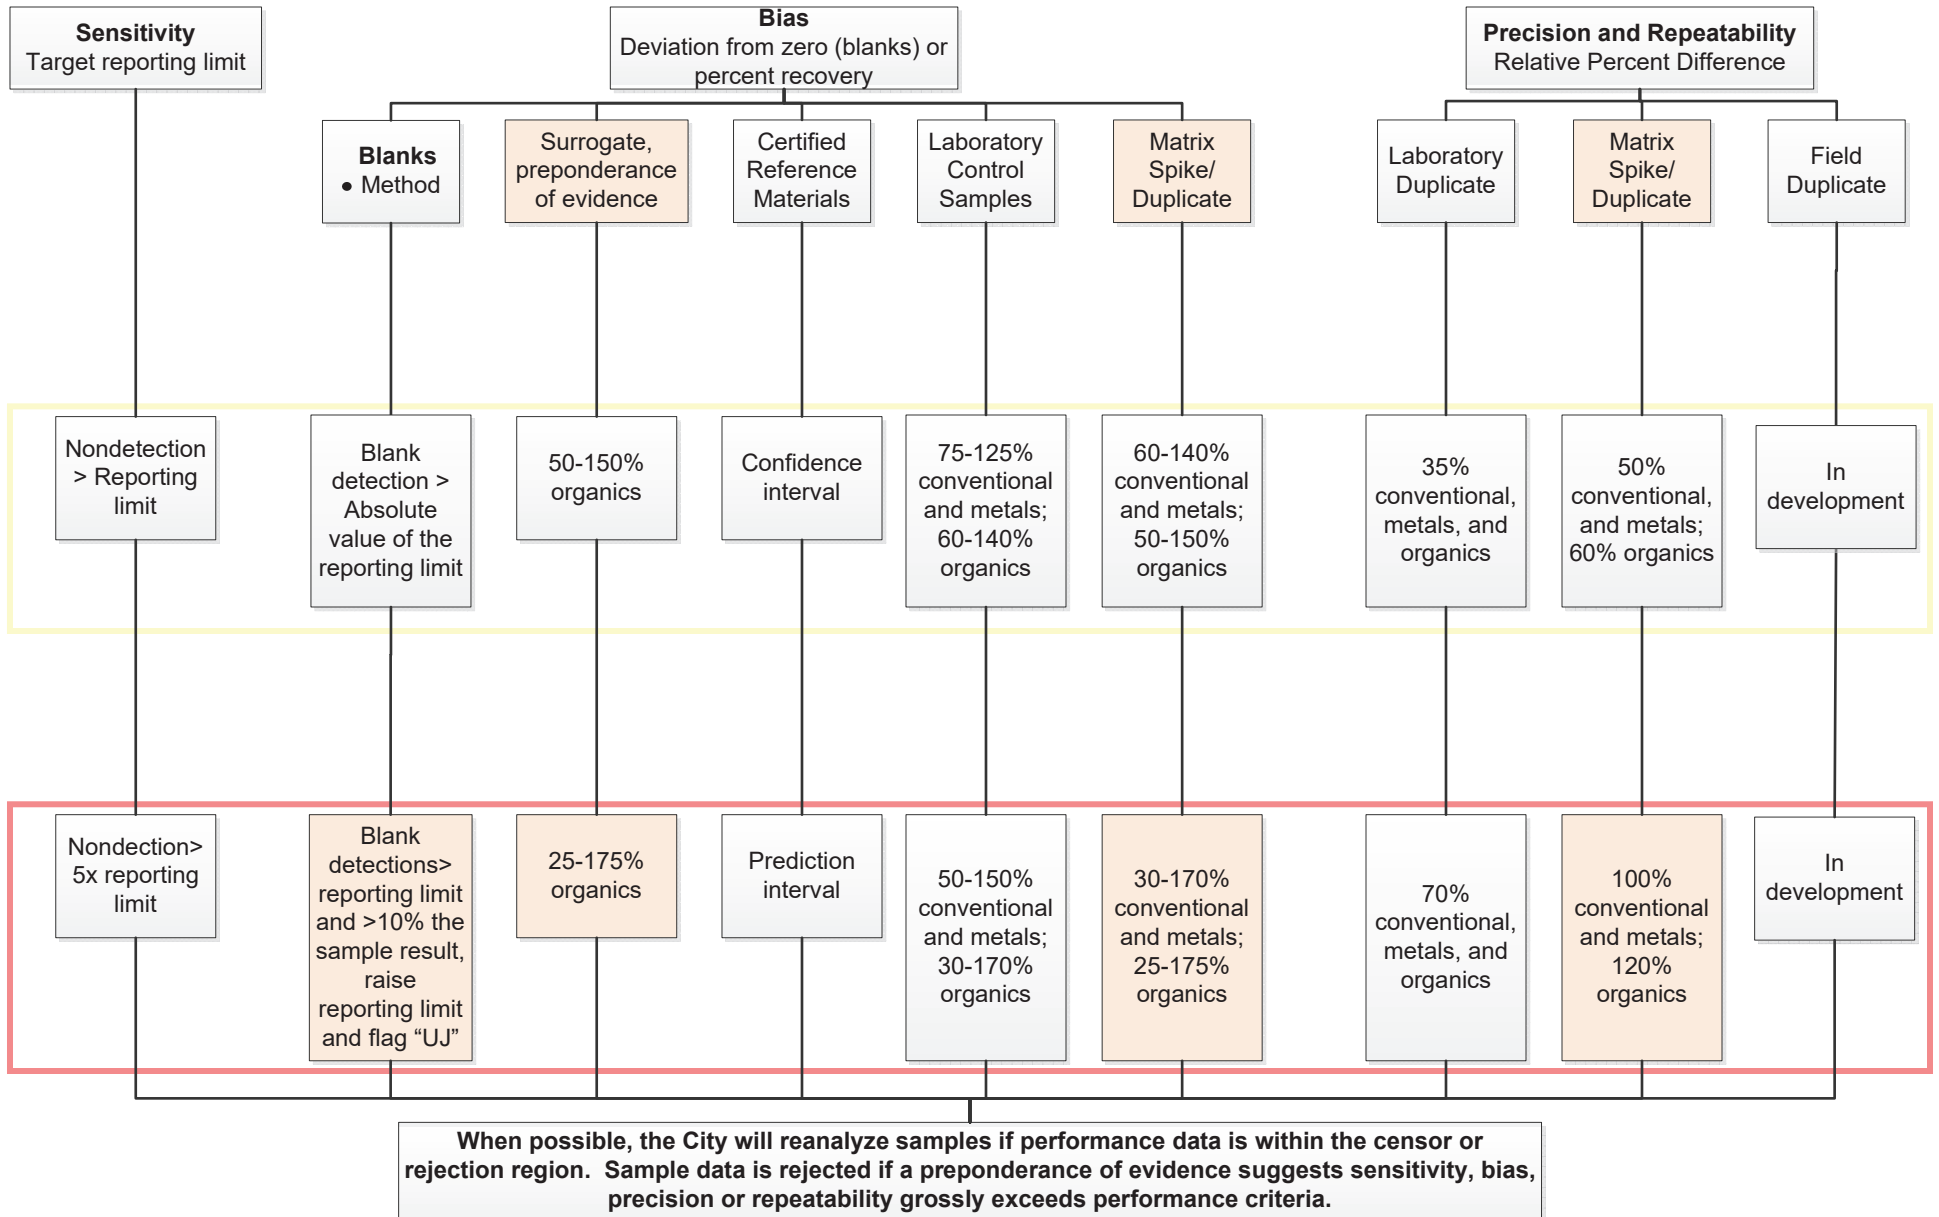 Sensitivity
Target reporting limit
Bias
Deviation from zero (blanks) or
percent recovery
Precision and Repeatability
Relative Percent Difference
Blanks
● Method
Surrogate,
preponderance
of evidence
Certified
Reference
Materials
Laboratory
Control
Samples
Matrix
Spike/
Duplicate
Laboratory
Duplicate
Matrix
Spike/
Duplicate
Field
Duplicate
Nondetection
> Reporting
limit
Blank
detection >
Absolute
value of the
reporting limit
50-150%
organics
Confidence
interval
75-125%
conventional
and metals;
60-140%
organics
60-140%
conventional
and metals;
50-150%
organics
35%
conventional,
metals, and
organics
50%
conventional,
and metals;
60% organics
In
development
Nondection>
5x reporting
limit
Blank
detections>
reporting limit
and >10% the
sample result,
raise
reporting limit
and flag “UJ”
25-175%
organics
Prediction
interval
50-150%
conventional
and metals;
30-170%
organics
30-170%
conventional
and metals;
25-175%
organics
70%
conventional,
metals, and
organics
100%
conventional
and metals;
120%
organics
In
development
When possible, the City will reanalyze samples if performance data is within the censor or
rejection region.  Sample data is rejected if a preponderance of evidence suggests sensitivity, bias,
precision or repeatability grossly exceeds performance criteria.